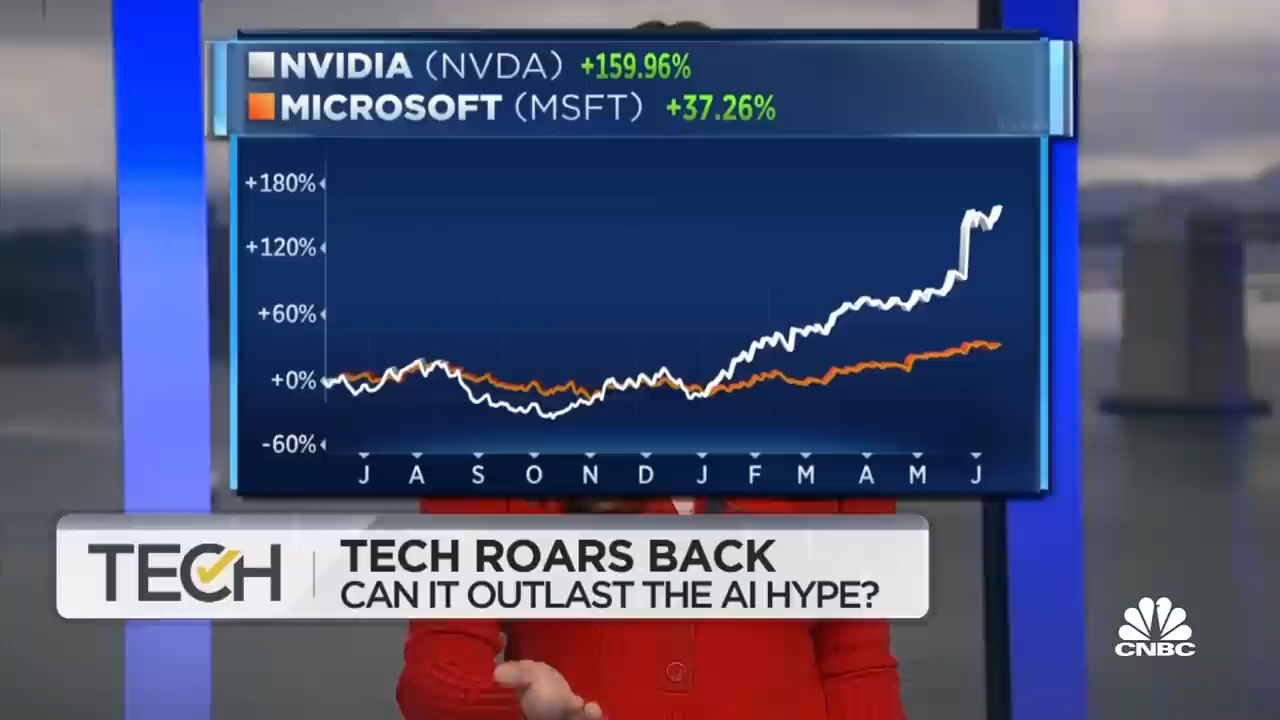 NVIDIA (NVDA) +159.96%
MICROSOFT (MSFT) +37.26%
+180%
+120%
+60%
+0%
-60%
J A S O N D J F M A M J
TECH
TECH ROARS BACK
CAN IT OUTLAST THE AI HYPE?
CNBC